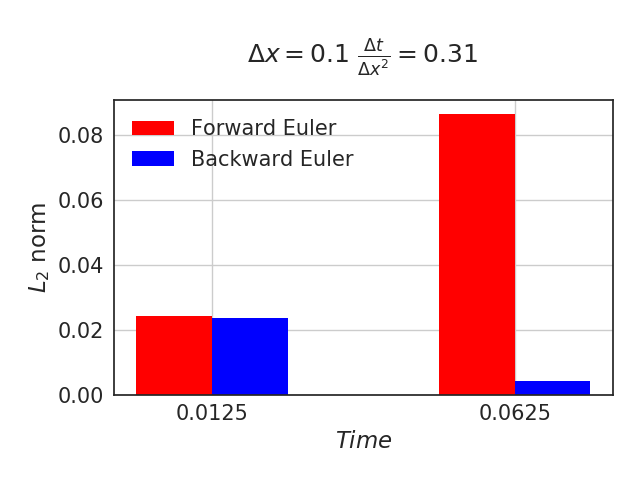 Δx = 0.1 Δt/Δx² = 0.31
Forward Euler
Backward Euler
L₂ norm
0.08
0.06
0.04
0.02
0.00
0.0125 0.0625
Time